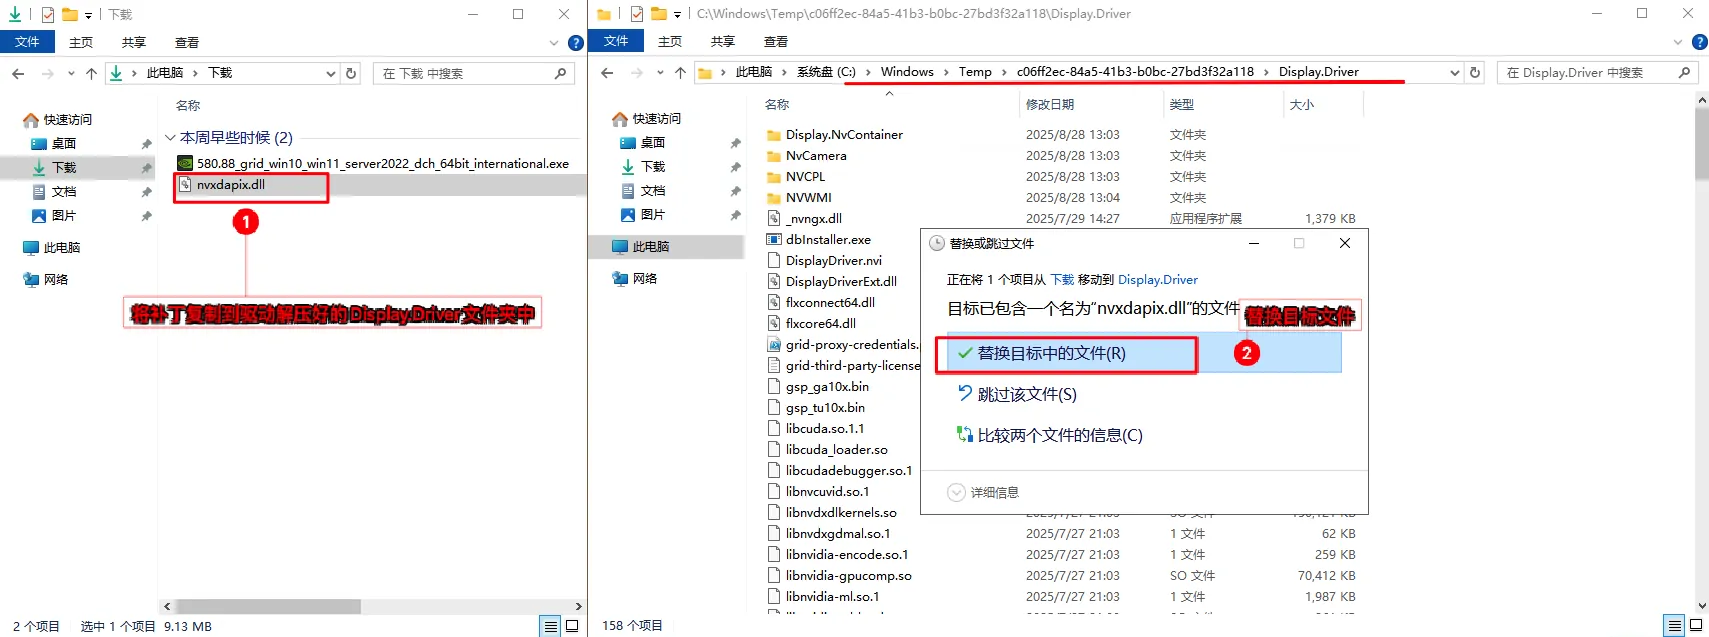 下载
文件
主页
共享
查看
此电脑
下载
在 下载 中搜索
快速访问
桌面
下载
文档
图片
此电脑
网络
名称
本周早些时候 (2)
580.88_grid_win10_win11_server2022_dch_64bit_international.exe
nvxdapix.dll
1
将补丁复制到驱动解压好的Display.Driver文件夹中
2 个项目
选中 1 个项目 9.13 MB
C:\Windows\Temp\c06ff2ec-84a5-41b3-b0bc-27bd3f32a118\Display.Driver
文件
主页
共享
查看
此电脑
系统盘 (C:)
Windows
Temp
c06ff2ec-84a5-41b3-b0bc-27bd3f32a118
Display.Driver
在 Display.Driver 中搜索
快速访问
桌面
下载
文档
图片
此电脑
网络
名称 修改日期 类型 大小
Display.NvContainer 2025/8/28 13:03 文件夹
NvCamera 2025/8/28 13:03 文件夹
NVCPL 2025/8/28 13:03 文件夹
NVWMI 2025/8/28 13:04 文件夹
_nvngx.dll 2025/7/29 14:27 应用程序扩展 1,379 KB
dbInstaller.exe
DisplayDriver.nvi
DisplayDriverExt.dll
flxconnect64.dll
flxcore64.dll
grid-proxy-credentials.
grid-third-party-license
gsp_ga10x.bin
gsp_tu10x.bin
libcuda.so.1.1
libcuda_loader.so
libcudadebugger.so.1
libnvcuvid.so.1
libnvdxdlkernels.so
libnvdxgdmal.so.1 2025/7/27 21:03 1 文件 62 KB
libnvidia-encode.so.1 2025/7/27 21:03 1 文件 259 KB
libnvidia-gpucomp.so 2025/7/27 21:03 SO 文件 70,412 KB
libnvidia-ml.so.1 2025/7/27 21:03 1 文件 1,987 KB
替换或跳过文件
正在将 1 个项目从 下载 移动到 Display.Driver
目标已包含一个名为“nvxdapix.dll”的文件
替换目标文件
替换目标中的文件(R)
2
跳过该文件(S)
比较两个文件的信息(C)
详细信息
158 个项目